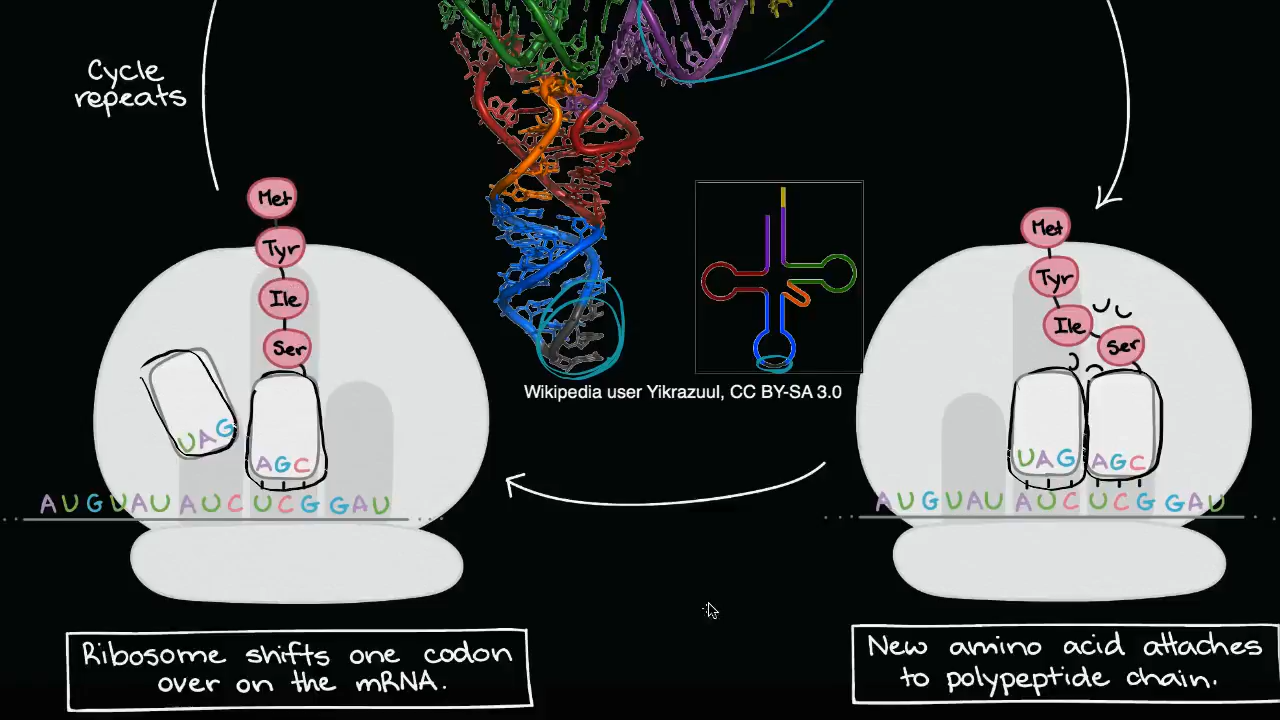 Cycle
repeats
Met
Tyr
Ile
Ser
UAG
AGC
AUGUAUAUCUCGGAU
Ribosome shifts one codon
over on the mRNA.
Wikipedia user Yikrazuul, CC BY-SA 3.0
Met
Tyr
Ile
Ser
UAG AGC
AUGUAUAUCUCGGAU
New amino acid attaches
to polypeptide chain.